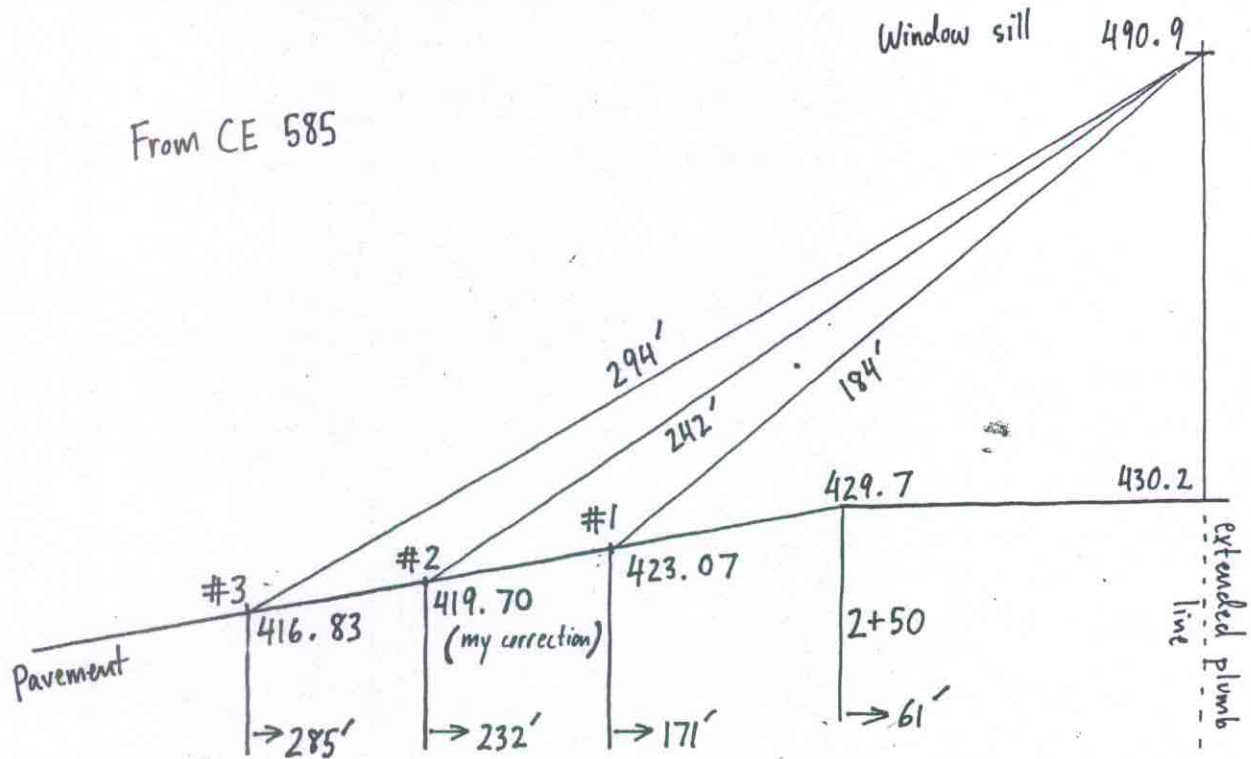 Window sill 490.9
From CE 585
294'
242'
184'
429.7
430.2
#1
#2
#3
423.07
419.70
(my correction)
416.83
2+50
Pavement
→ 285'
→ 232'
→ 171'
→ 61'
extended plumb
line